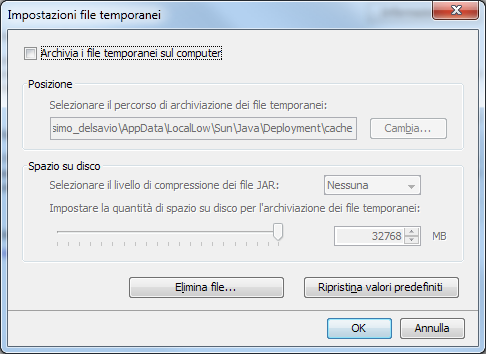 Impostazioni file temporanei
Archivia i file temporanei sul computer
Posizione
Selezionare il percorso di archiviazione dei file temporanei:
simo_delsavio\AppData\LocalLow\Sun\Java\Deployment\cache
Cambia...
Spazio su disco
Selezionare il livello di compressione dei file JAR:
Nessuna
Impostare la quantità di spazio su disco per l'archiviazione dei file temporanei:
32768 MB
Elimina file...
Ripristina valori predefiniti
OK
Annulla